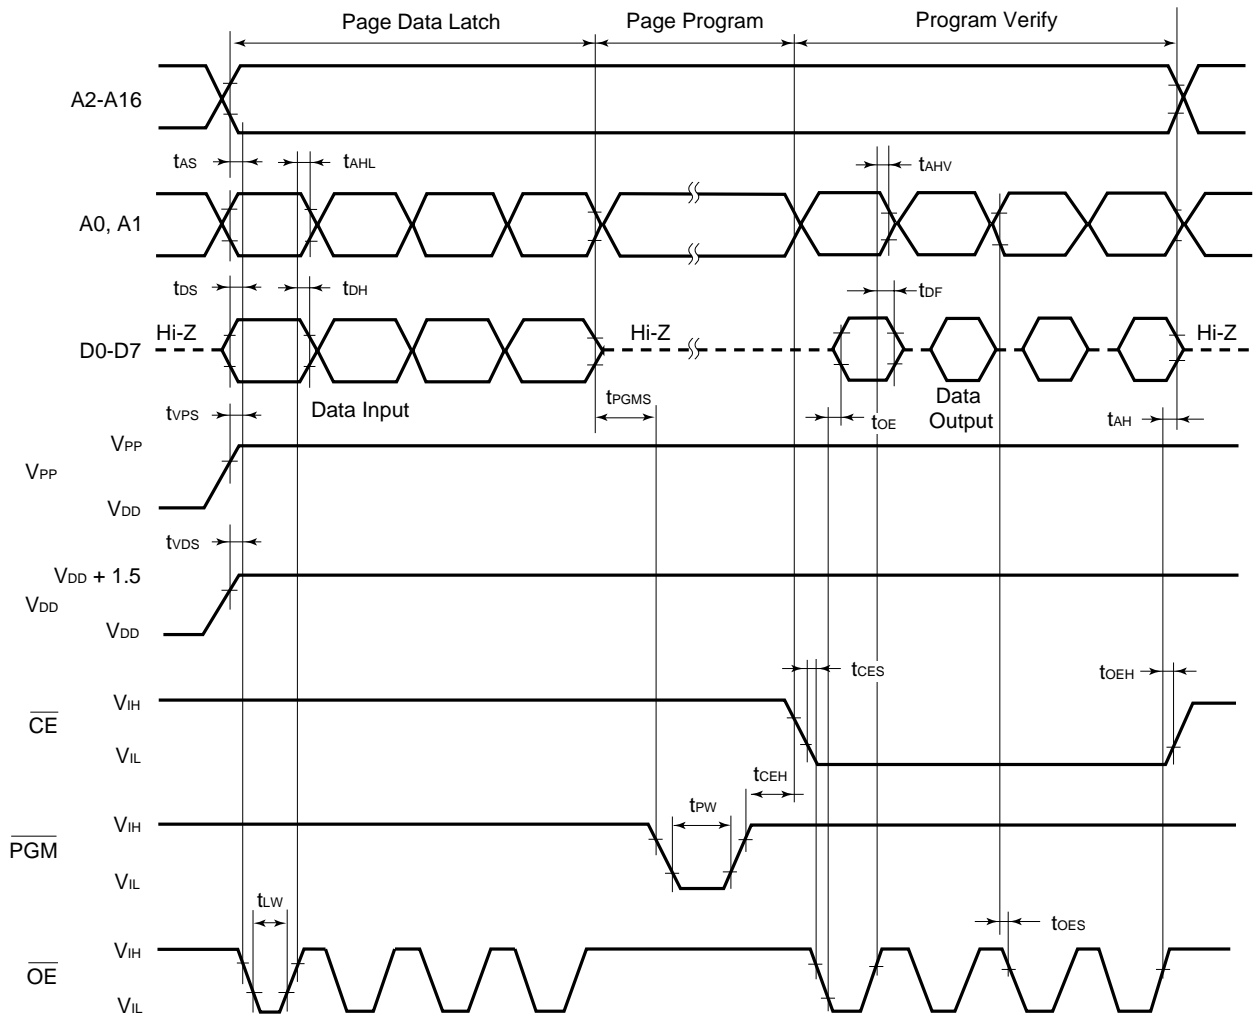 Page Data Latch Page Program Program Verify
A2-A16
tAS tAHL tAHV
A0, A1
tDS tDH tDF
Hi-Z Hi-Z Hi-Z
D0-D7
Data Input tPGMS Data Output
tVPS tOE tAH
VPP
VPP
VDD
tVDS
VDD + 1.5
VDD
VDD
tCES tOEH
VIH
CE
VIL
tCEH
tPW
VIH
PGM
VIL
tLW
tOES
VIH
OE
VIL